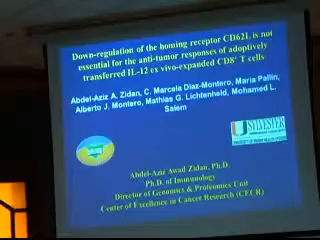 Down-regulation of the homing receptor CD62L is not
essential for the anti-tumor responses of adoptively
transferred IL-12 ex vivo-expanded CD8+ T cells
Abdel-Aziz A. Zidan, C. Marcela Diaz-Montero, Maria Pallin,
Alberto J. Montero, Mathias G. Lichtenheld, Mohamed L.
Salem
SYLVESTER
Abdel-Aziz Awad Zidan, Ph.D.
Ph.D. of Immunology
Director of Genomics & Proteomics Unit
Center of Excellence in Cancer Research (CECR)